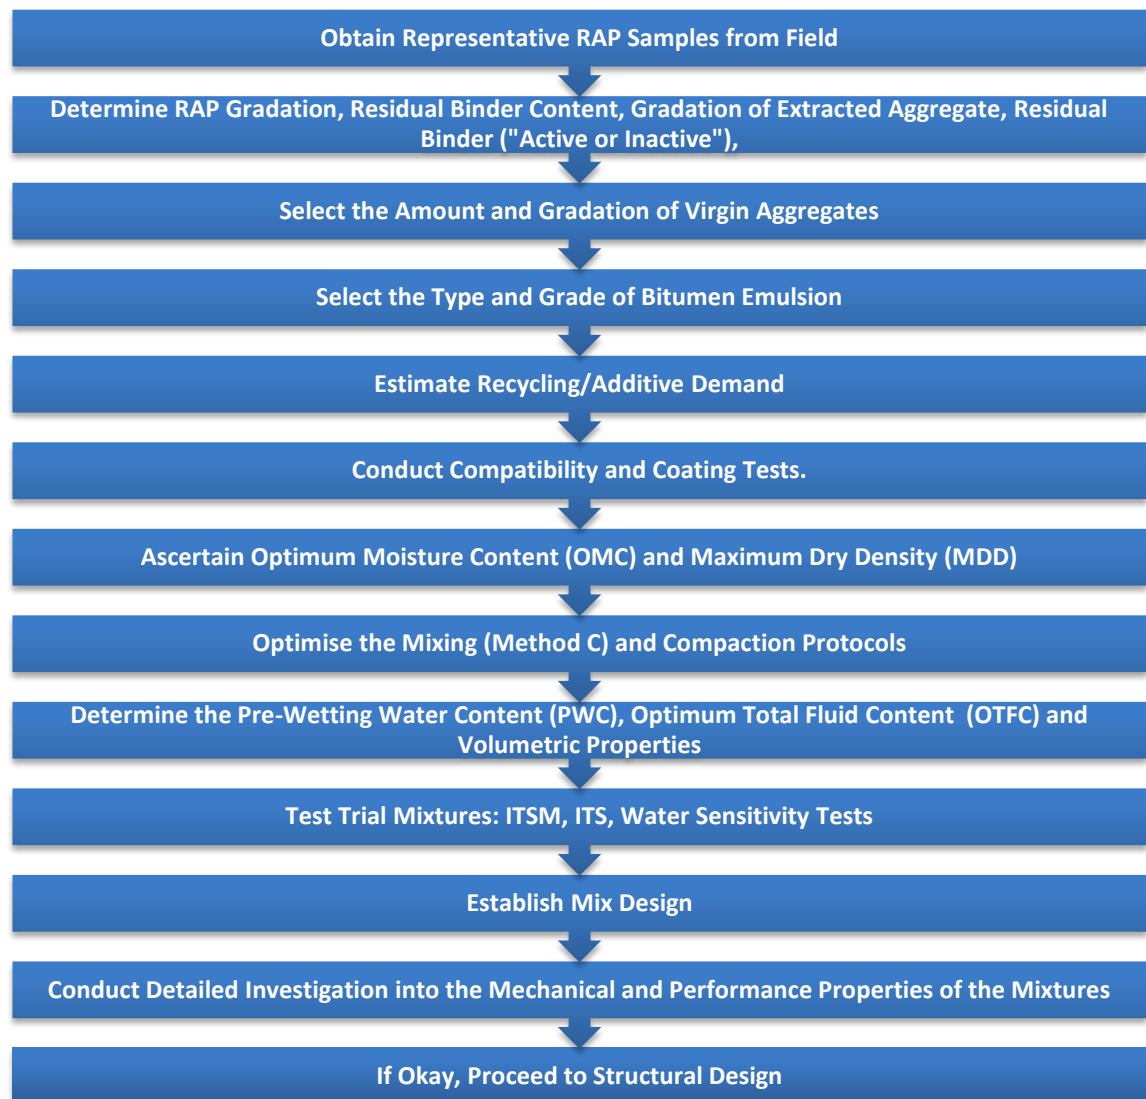 Obtain Representative RAP Samples from Field
Determine RAP Gradation, Residual Binder Content, Gradation of Extracted Aggregate, Residual
Binder ("Active or Inactive"),
Select the Amount and Gradation of Virgin Aggregates
Select the Type and Grade of Bitumen Emulsion
Estimate Recycling/Additive Demand
Conduct Compatibility and Coating Tests.
Ascertain Optimum Moisture Content (OMC) and Maximum Dry Density (MDD)
Optimise the Mixing (Method C) and Compaction Protocols
Determine the Pre-Wetting Water Content (PWC), Optimum Total Fluid Content  (OTFC) and
Volumetric Properties
Test Trial Mixtures: ITSM, ITS, Water Sensitivity Tests
Establish Mix Design
Conduct Detailed Investigation into the Mechanical and Performance Properties of the Mixtures
If Okay, Proceed to Structural Design